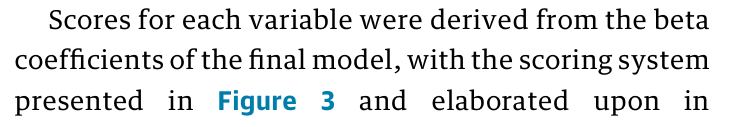 Scores for each variable were derived from the beta
coefficients of the final model, with the scoring system
presented in Figure 3 and elaborated upon in